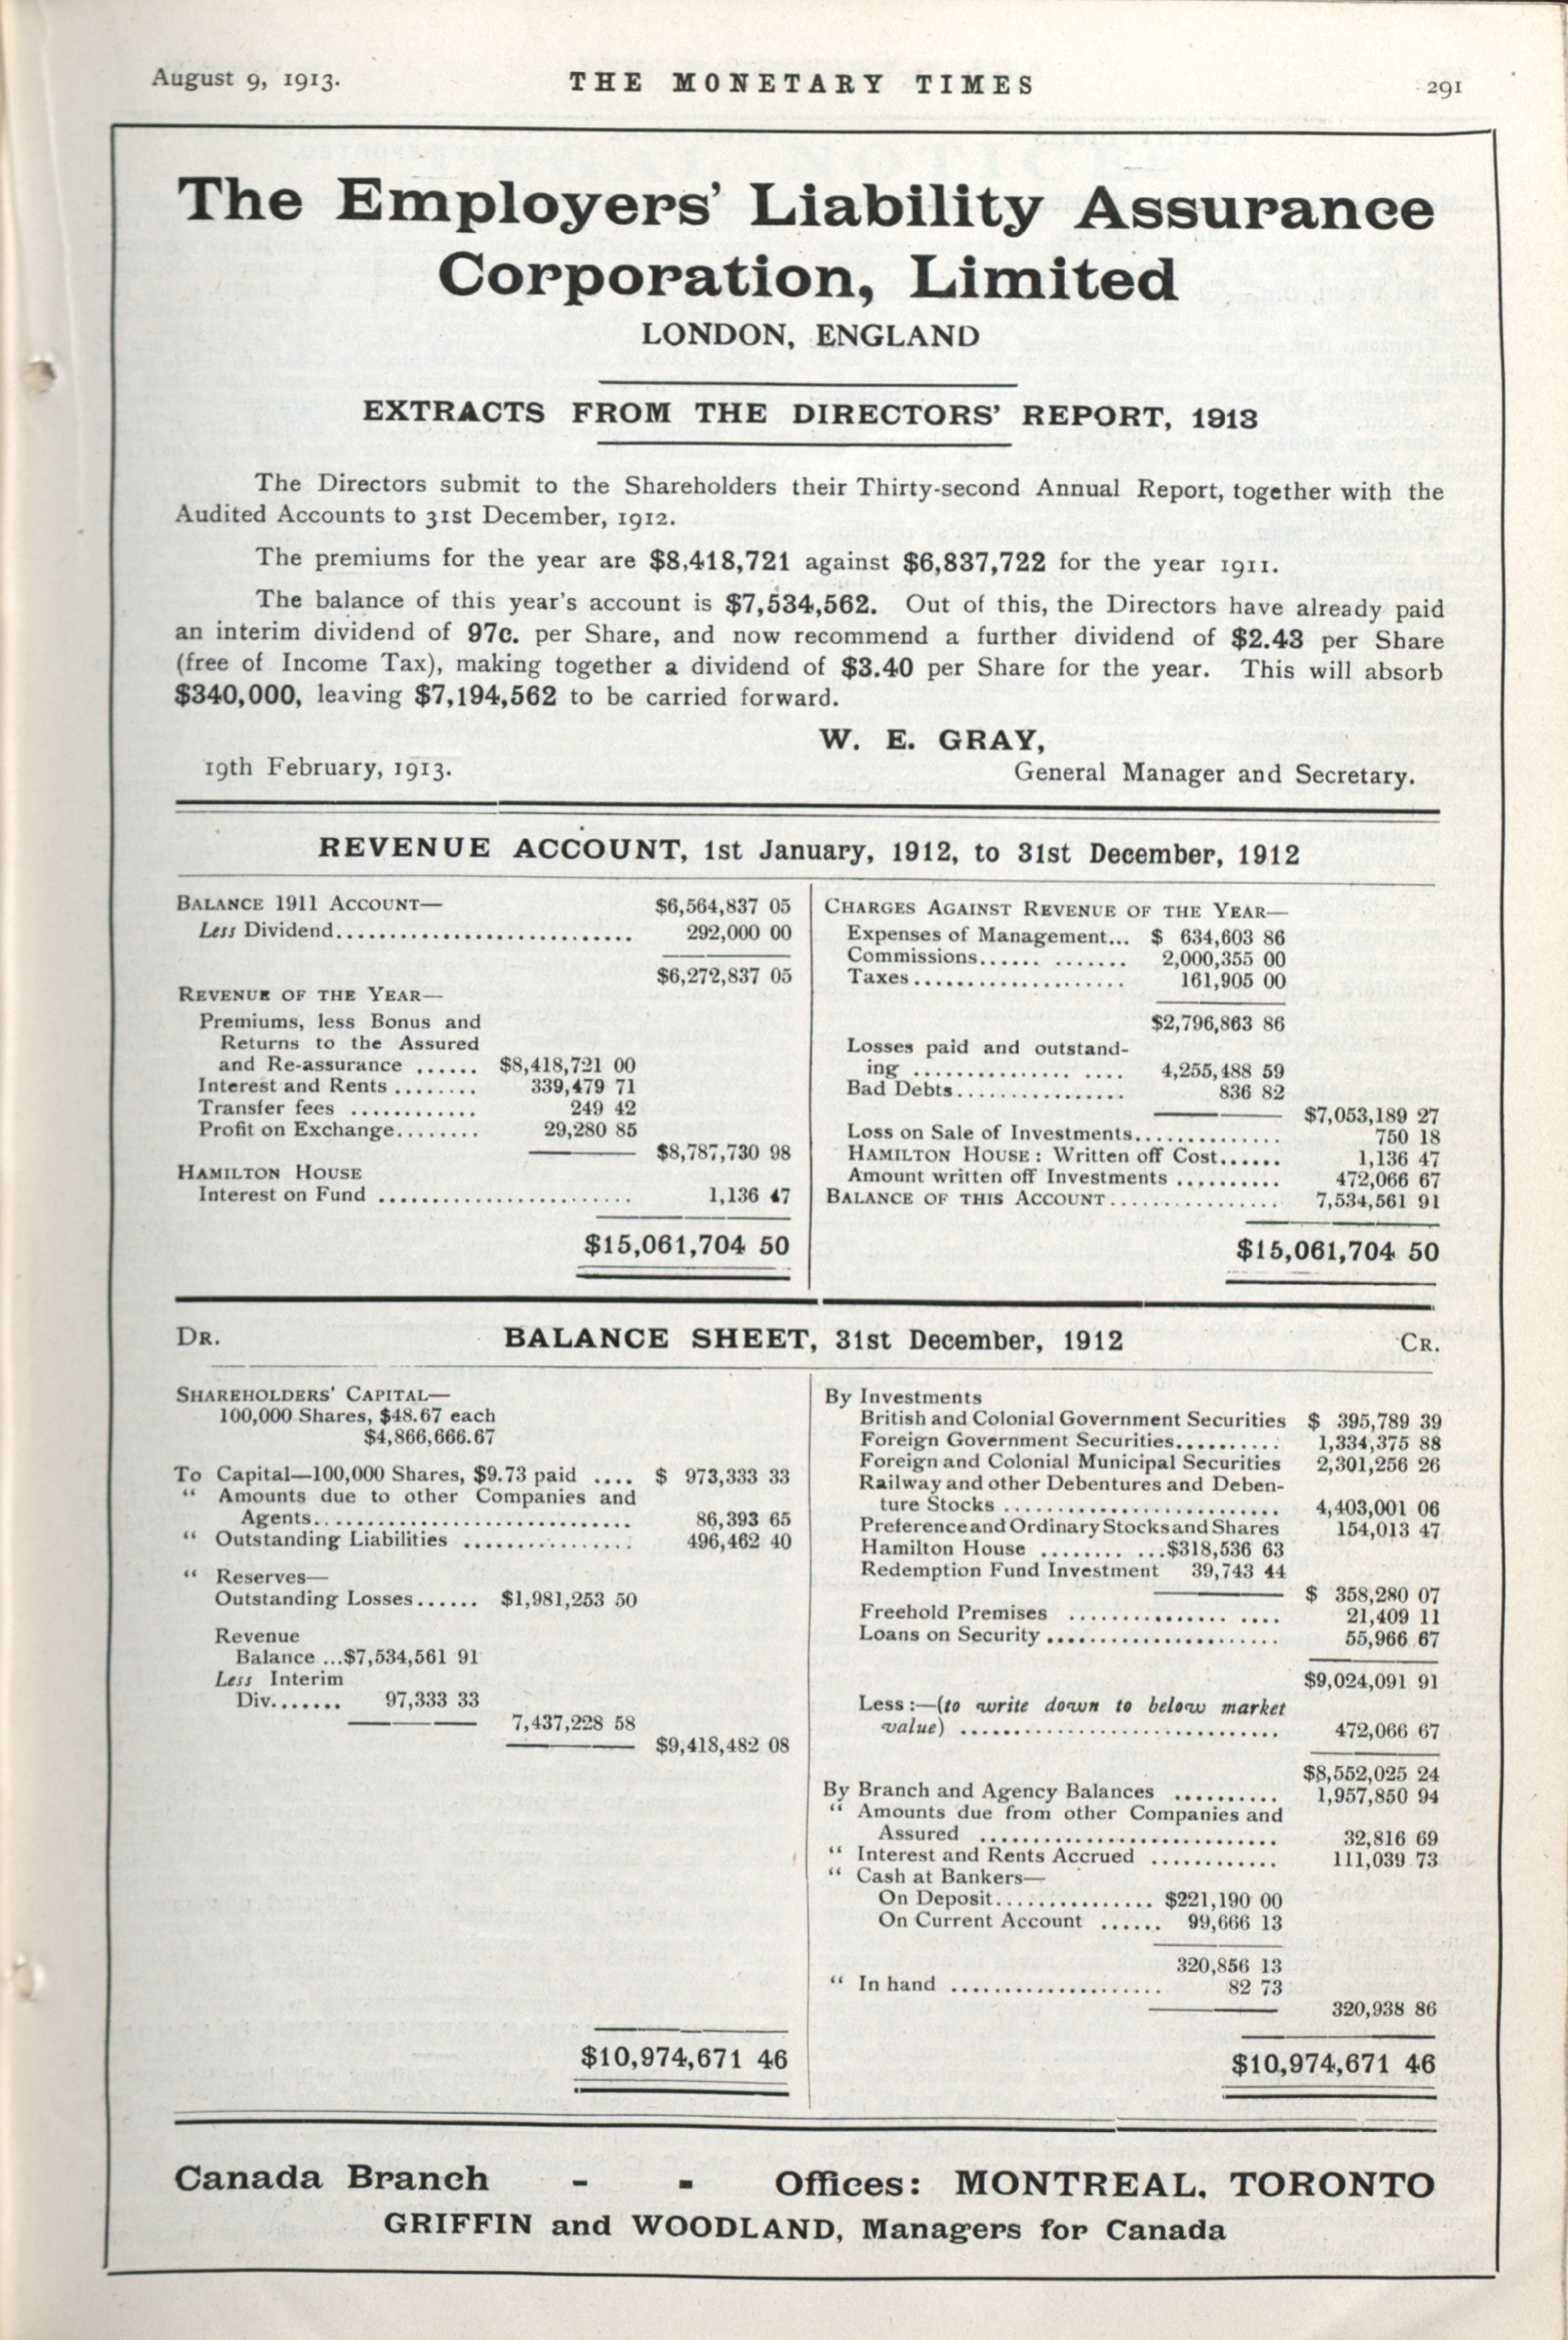 August 9, 1913.
THE MONETARY TIMES
291
The Employers' Liability Assurance
Corporation, Limited
LONDON, ENGLAND
EXTRACTS FROM THE DIRECTORS' REPORT, 1913
The Directors submit to the Shareholders their Thirty-second Annual Report, together with the
Audited Accounts to 31st December, 1912.
The premiums for the year are $8,418,721 against $6,837,722 for the year 1911.
The balance of this year's account is $7,534,562. Out of this, the Directors have already paid
an interim dividend of 97c. per Share, and now recommend a further dividend of $2.43 per Share
(free of Income Tax), making together a dividend of $3.40 per Share for the year. This will absorb
$340,000, leaving $7,194,562 to be carried forward.
W. E. GRAY,
19th February, 1913.
General Manager and Secretary.
REVENUE ACCOUNT, 1st January, 1912, to 31st December, 1912
BALANCE 1911 ACCOUNT— $6,564,837 05
Less Dividend............................ 292,000 00
$6,272,837 05
REVENUE OF THE YEAR—
Premiums, less Bonus and
Returns to the Assured
and Re-assurance ...... $8,418,721 00
Interest and Rents ........ 339,479 71
Transfer fees ............ 249 42
Profit on Exchange........ 29,280 85
$8,787,730 98
HAMILTON HOUSE
Interest on Fund ........................ 1,136 47
$15,061,704 50
CHARGES AGAINST REVENUE OF THE YEAR—
Expenses of Management... $ 634,603 86
Commissions...... ....... 2,000,355 00
Taxes.................... 161,905 00
$2,796,863 86
Losses paid and outstand-
ing ............... .... 4,255,488 59
Bad Debts................ 836 82
$7,053,189 27
Loss on Sale of Investments.............. 750 18
HAMILTON HOUSE: Written off Cost...... 1,136 47
Amount written off Investments .......... 472,066 67
BALANCE OF THIS ACCOUNT................ 7,534,561 91
$15,061,704 50
DR.
BALANCE SHEET, 31st December, 1912
CR.
SHAREHOLDERS' CAPITAL—
100,000 Shares, $48.67 each
$4,866,666.67
To Capital—100,000 Shares, $9.73 paid .... $ 973,333 33
“ Amounts due to other Companies and
Agents.............................. 86,393 65
“ Outstanding Liabilities ................ 496,462 40
“ Reserves—
Outstanding Losses...... $1,981,253 50
Revenue
Balance ...$7,534,561 91
Less Interim
Div....... 97,333 33
7,437,228 58
$9,418,482 08
$10,974,671 46
By Investments
British and Colonial Government Securities $ 395,789 39
Foreign Government Securities.......... 1,334,375 88
Foreign and Colonial Municipal Securities 2,301,256 26
Railway and other Debentures and Deben-
ture Stocks .......................... 4,403,001 06
Preference and Ordinary Stocks and Shares 154,013 47
Hamilton House ........ ...$318,536 63
Redemption Fund Investment 39,743 44
$ 358,280 07
Freehold Premises ............... .... 21,409 11
Loans on Security...................... 55,966 67
$9,024,091 91
Less:—(to write down to below market
value) .............................. 472,066 67
$8,552,025 24
By Branch and Agency Balances .......... 1,957,850 94
“ Amounts due from other Companies and
Assured ............................ 32,816 69
“ Interest and Rents Accrued ............ 111,039 73
“ Cash at Bankers—
On Deposit............... $221,190 00
On Current Account ...... 99,666 13
320,856 13
“ In hand .................... 82 73
320,938 86
$10,974,671 46
Canada Branch - - Offices: MONTREAL, TORONTO
GRIFFIN and WOODLAND, Managers for Canada